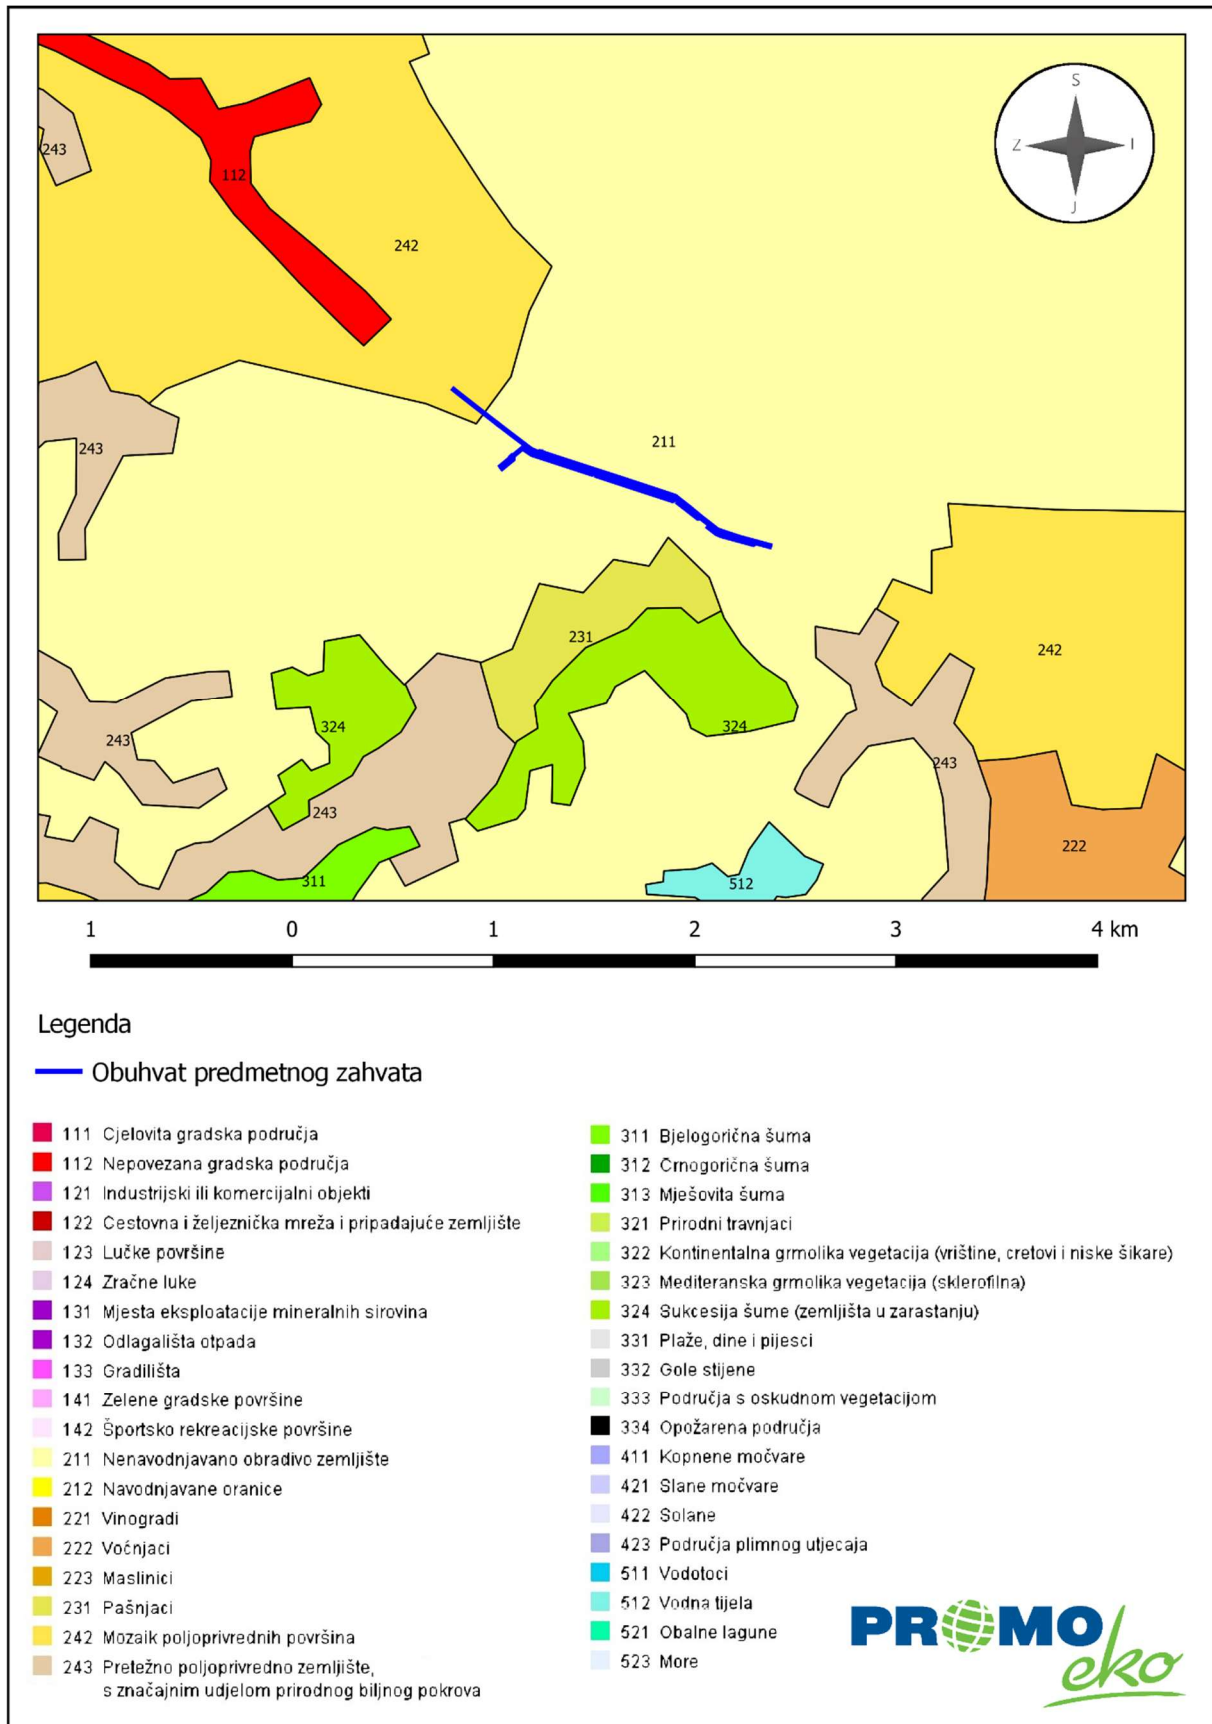 S
Z I
J
243
112
242
243
211
231
242
324
324
243
243
243
222
311
512
1 0 1 2 3 4 km
Legenda
Obuhvat predmetnog zahvata
111 Cjelovita gradska područja
112 Nepovezana gradska područja
121 Industrijski ili komercijalni objekti
122 Cestovna i željeznička mreža i pripadajuće zemljište
123 Lučke površine
124 Zračne luke
131 Mjesta eksploatacije mineralnih sirovina
132 Odlagališta otpada
133 Gradilišta
141 Zelene gradske površine
142 Športsko rekreacijske površine
211 Nenavodnjavano obradivo zemljište
212 Navodnjavane oranice
221 Vinogradi
222 Voćnjaci
223 Maslinici
231 Pašnjaci
242 Mozaik poljoprivrednih površina
243 Pretežno poljoprivredno zemljište,
s značajnim udjelom prirodnog biljnog pokrova
311 Bjelogorična šuma
312 Crnogorična šuma
313 Mješovita šuma
321 Prirodni travnjaci
322 Kontinentalna grmolika vegetacija (vrištine, cretovi i niske šikare)
323 Mediteranska grmolika vegetacija (sklerofilna)
324 Sukcesija šume (zemljišta u zarastanju)
331 Plaže, dine i pijesci
332 Gole stijene
333 Područja s oskudnom vegetacijom
334 Opožarena područja
411 Kopnene močvare
421 Slane močvare
422 Solane
423 Područja plimnog utjecaja
511 Vodotoci
512 Vodna tijela
521 Obalne lagune
523 More
PROMO
eko